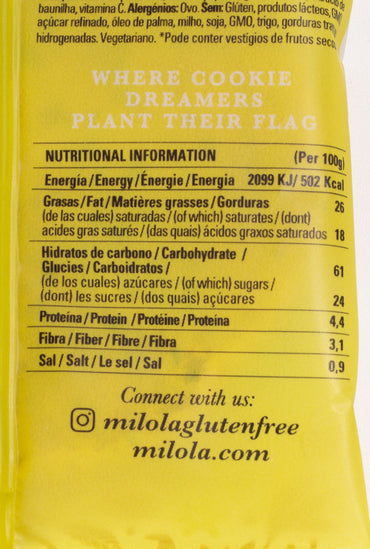 baunilha, vitamina C. Alergénios: Ovo. Sem: Glúten, produtos lácteos, GM
açúcar refinado, óleo de palma, milho, soja, GMO, trigo, gorduras
hidrogenadas. Vegetariano. *Pode conter vestígios de frutos
WHERE COOKIE
DREAMERS
PLANT THEIR FLAG
NUTRITIONAL INFORMATION (Per 100g)
Energía/Energy/Énergie/Energia 2099 KJ/ 502 Kcal
Grasas/Fat/Matières grasses/Gorduras 26
(de las cuales) saturadas/(of which) saturates/(dont)
acides gras saturés/(das quais) ácidos graxos saturados 18
Hidratos de carbono/Carbohydrate /
Glucies/Carboidratos/ 61
(de los cuales) azúcares/(of which) sugars/
(dont) les sucres/(dos quais) açúcares 24
Proteína/Protein/Protéine/Proteína 4,4
Fibra/Fiber/Fibre/Fibra 3,1
Sal/Salt/Le sel/Sal 0,9
Connect with us:
milolaglutenfree
milola.com